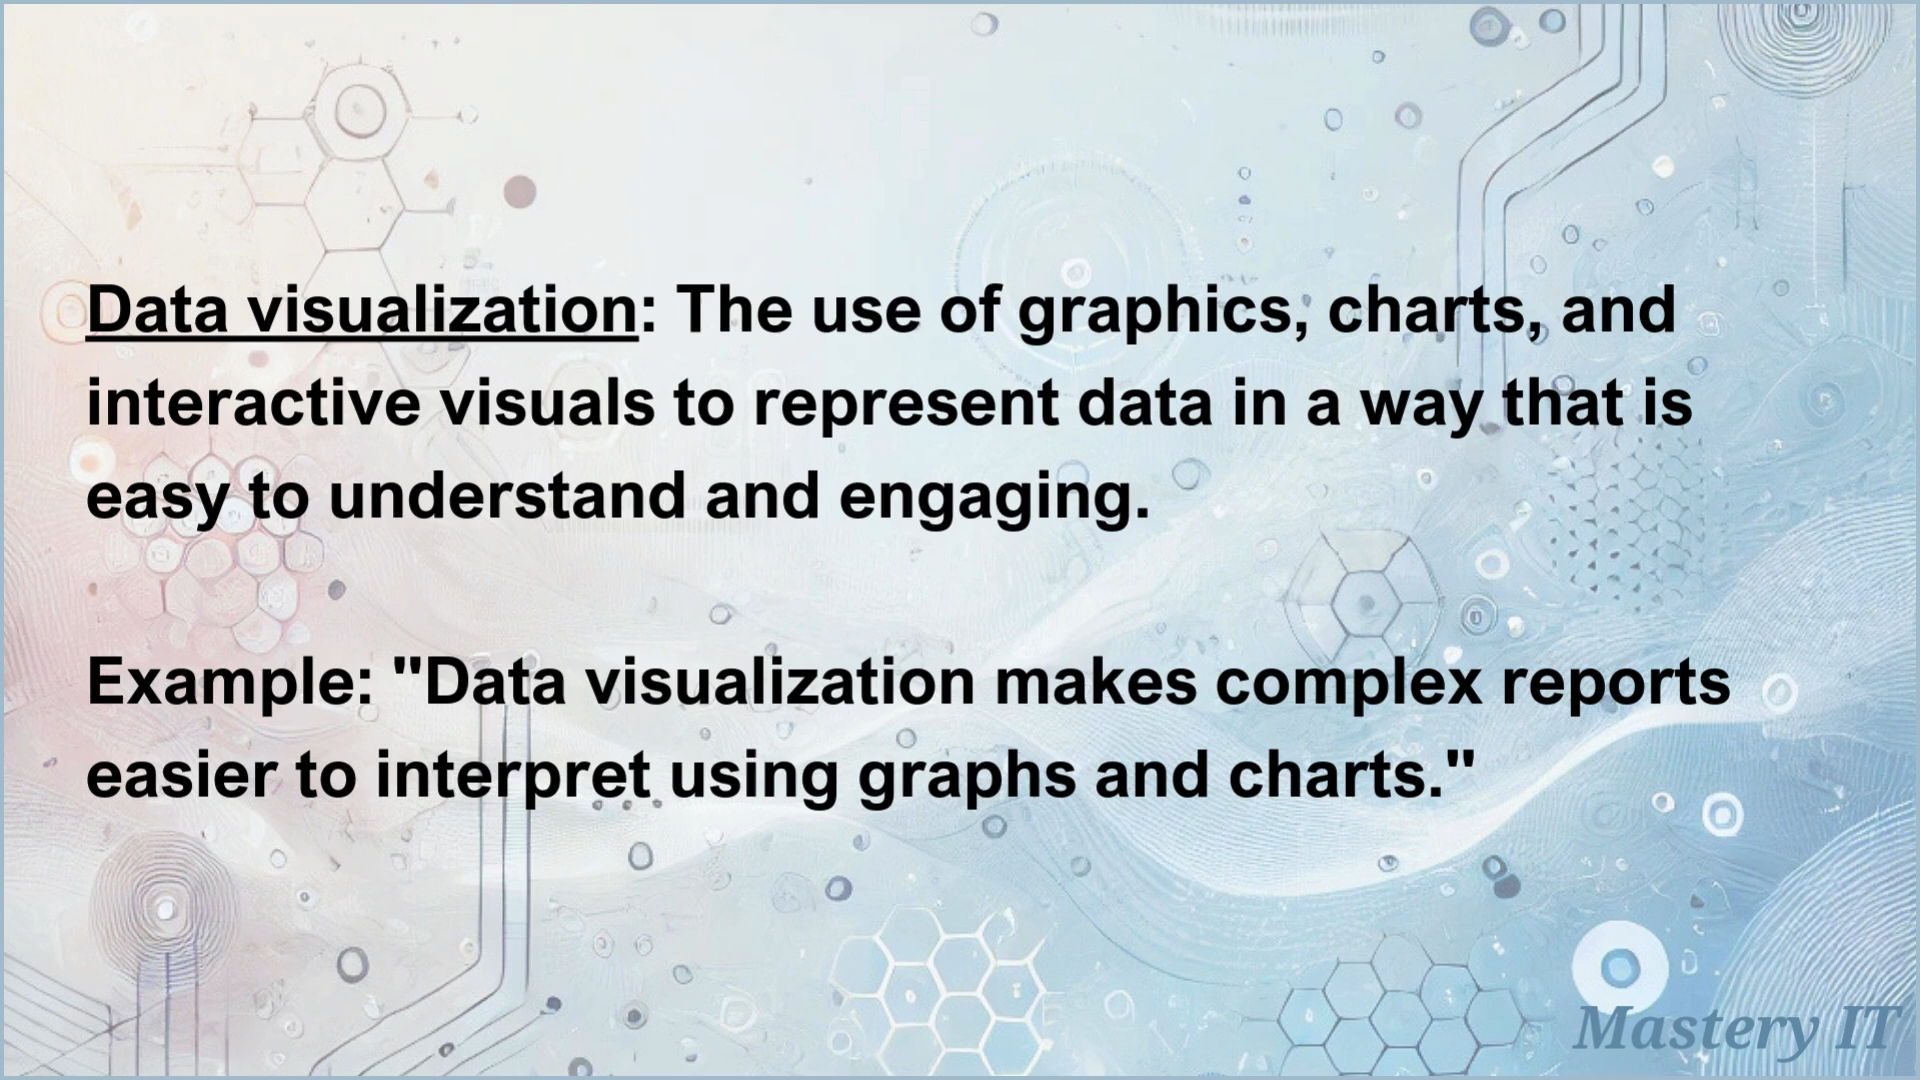 Data visualization: The use of graphics, charts, and
interactive visuals to represent data in a way that is
easy to understand and engaging.
Example: "Data visualization makes complex reports
easier to interpret using graphs and charts."
Mastery IT